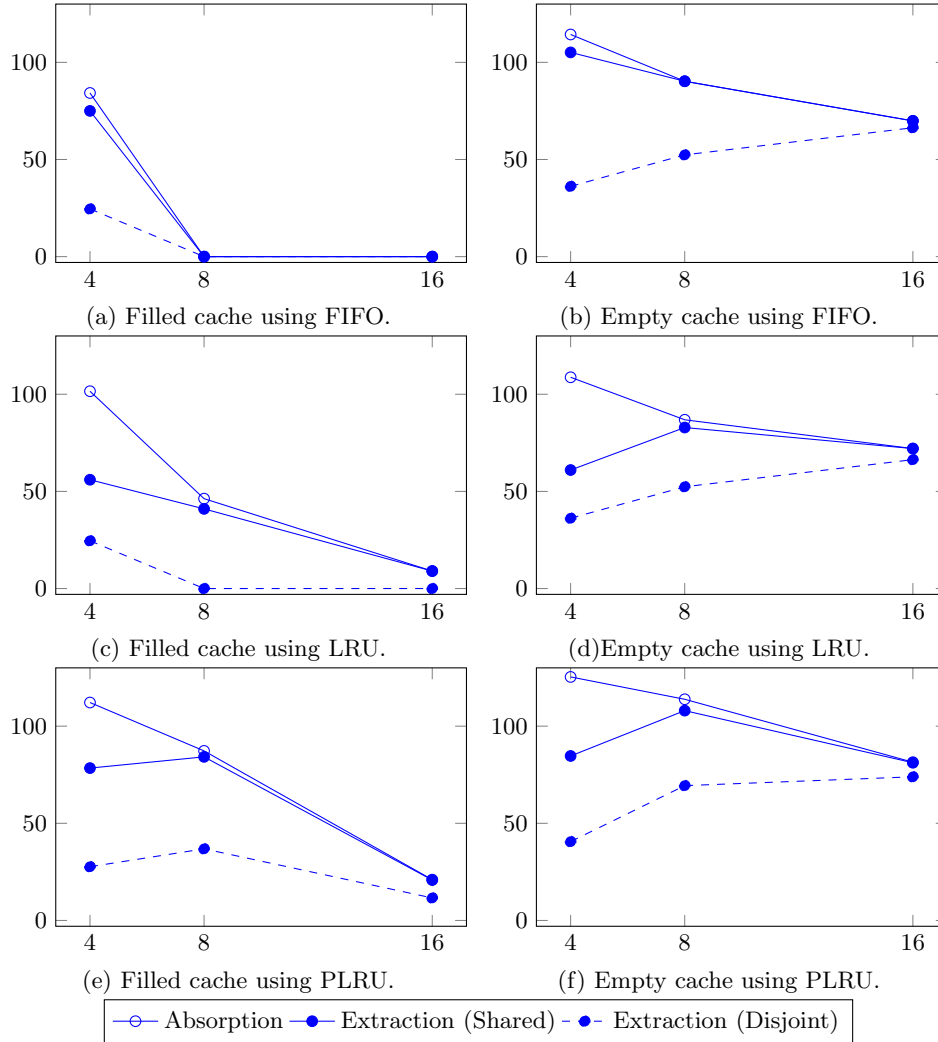 100
50
0
4 8 16
(a) Filled cache using FIFO.
100
50
0
4 8 16
(b) Empty cache using FIFO.
100
50
0
4 8 16
(c) Filled cache using LRU.
100
50
0
4 8 16
(d)Empty cache using LRU.
100
50
0
4 8 16
(e) Filled cache using PLRU.
100
50
0
4 8 16
(f) Empty cache using PLRU.
Absorption Extraction (Shared) Extraction (Disjoint)